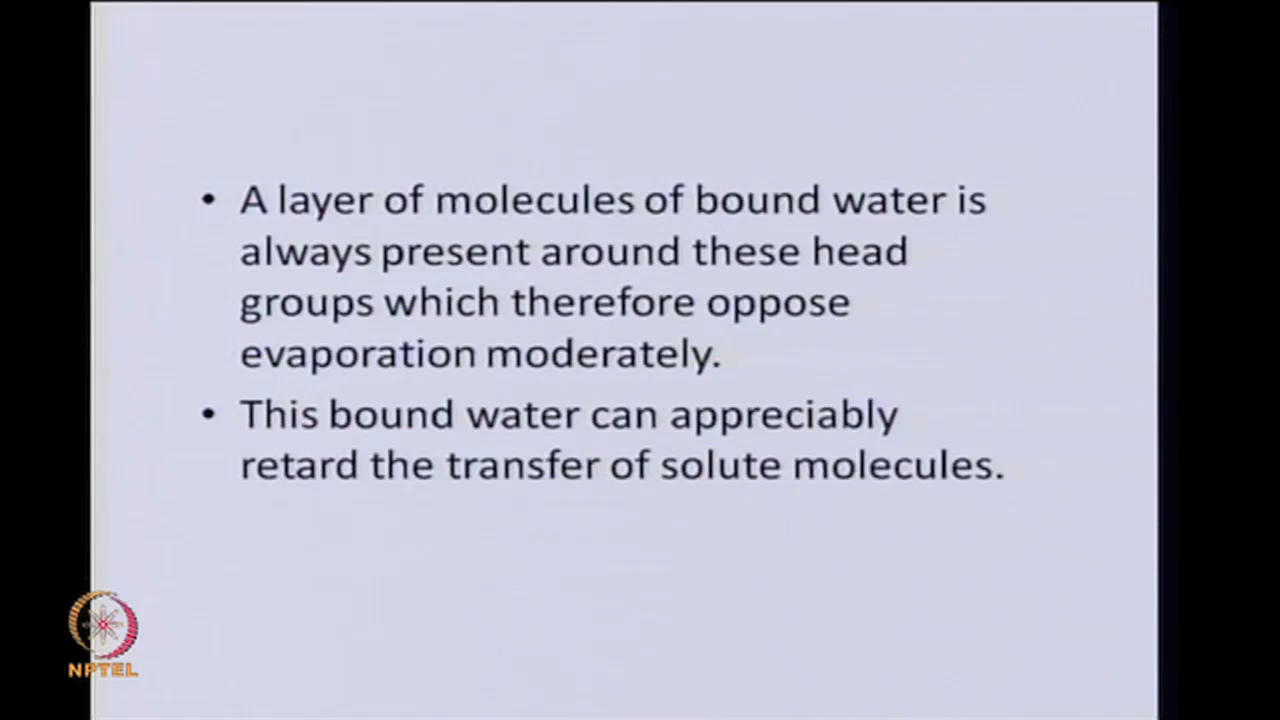 • A layer of molecules of bound water is
always present around these head
groups which therefore oppose
evaporation moderately.
• This bound water can appreciably
retard the transfer of solute molecules.
NPTEL